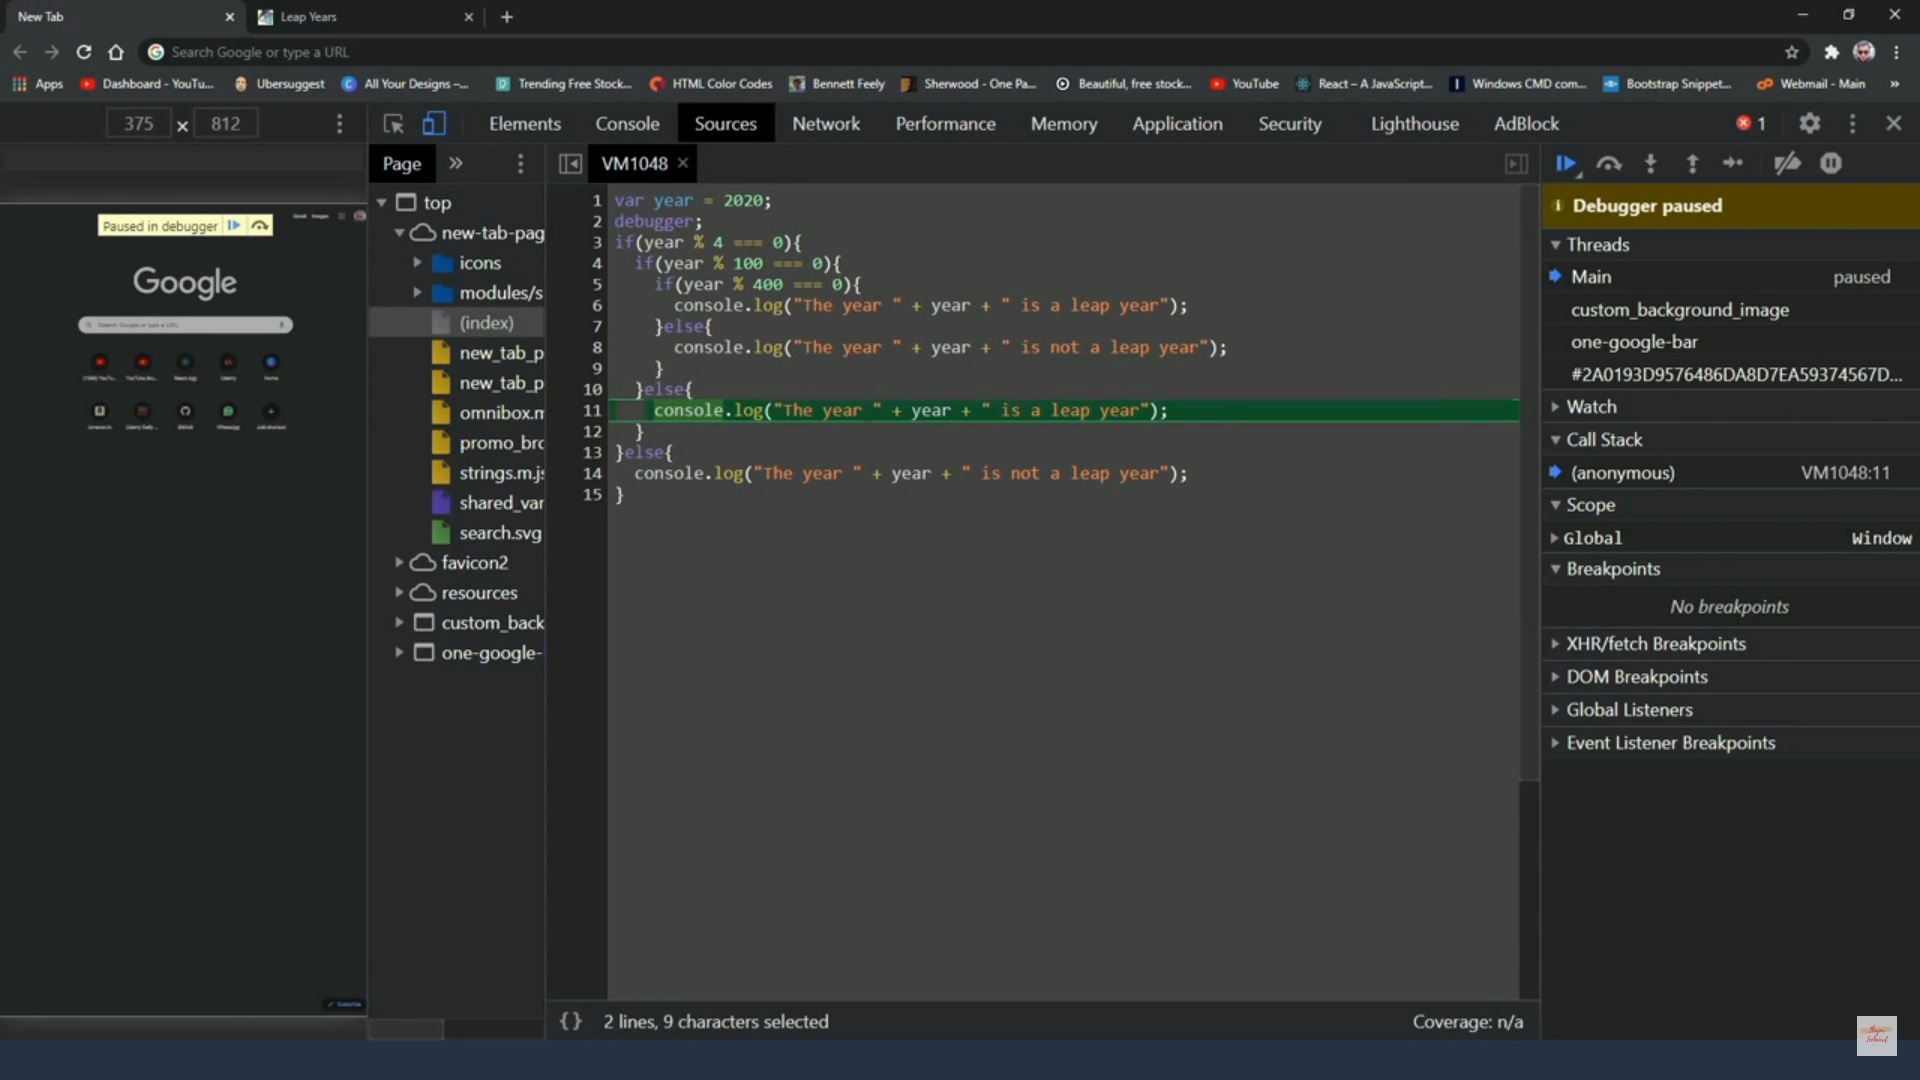 New Tab
Leap Years
Search Google or type a URL
Apps
Dashboard - YouTu...
Ubersuggest
All Your Designs –...
Trending Free Stock...
HTML Color Codes
Bennett Feely
Sherwood - One Pa...
Beautiful, free stock...
YouTube
React – A JavaScript...
Windows CMD com...
Bootstrap Snippet...
Webmail - Main
»
375 x 812
Elements
Console
Sources
Network
Performance
Memory
Application
Security
Lighthouse
AdBlock
1
Page
»
VM1048
Paused in debugger
Google
Search Google or type a URL
top
new-tab-pag
icons
modules/s
(index)
new_tab_p
new_tab_p
omnibox.m
promo_bro
strings.m.js
shared_var
search.svg
favicon2
resources
custom_back
one-google-
1 var year = 2020;
2 debugger;
3 if(year % 4 === 0){
4 if(year % 100 === 0){
5 if(year % 400 === 0){
6 console.log("The year " + year + " is a leap year");
7 }else{
8 console.log("The year " + year + " is not a leap year");
9 }
10 }else{
11 console.log("The year " + year + " is a leap year");
12 }
13 }else{
14 console.log("The year " + year + " is not a leap year");
15 }
{} 2 lines, 9 characters selected
Coverage: n/a
Debugger paused
Threads
Main paused
custom_background_image
one-google-bar
#2A0193D9576486DA8D7EA59374567D...
Watch
Call Stack
(anonymous) VM1048:11
Scope
Global Window
Breakpoints
No breakpoints
XHR/fetch Breakpoints
DOM Breakpoints
Global Listeners
Event Listener Breakpoints